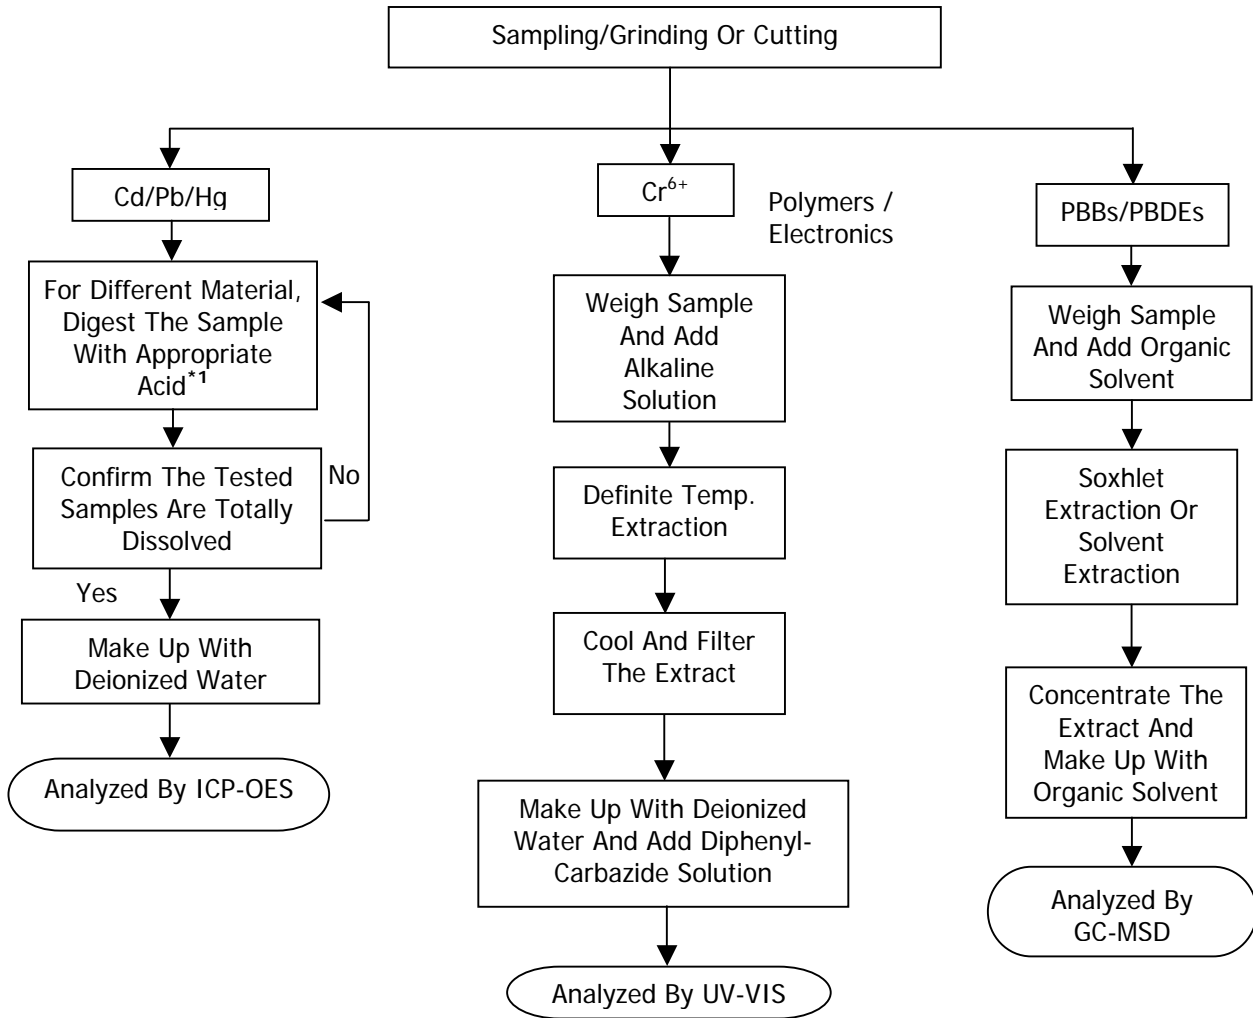 Sampling/Grinding Or Cutting
Cd/Pb/Hg
For Different Material,
Digest The Sample
With Appropriate
Acid*1
Confirm The Tested
Samples Are Totally
Dissolved
No
Yes
Make Up With
Deionized Water
Analyzed By ICP-OES
Cr6+
Polymers /
Electronics
Weigh Sample
And Add
Alkaline
Solution
Definite Temp.
Extraction
Cool And Filter
The Extract
Make Up With Deionized
Water And Add Diphenyl-
Carbazide Solution
Analyzed By UV-VIS
PBBs/PBDEs
Weigh Sample
And Add Organic
Solvent
Soxhlet
Extraction Or
Solvent
Extraction
Concentrate The
Extract And
Make Up With
Organic Solvent
Analyzed By
GC-MSD